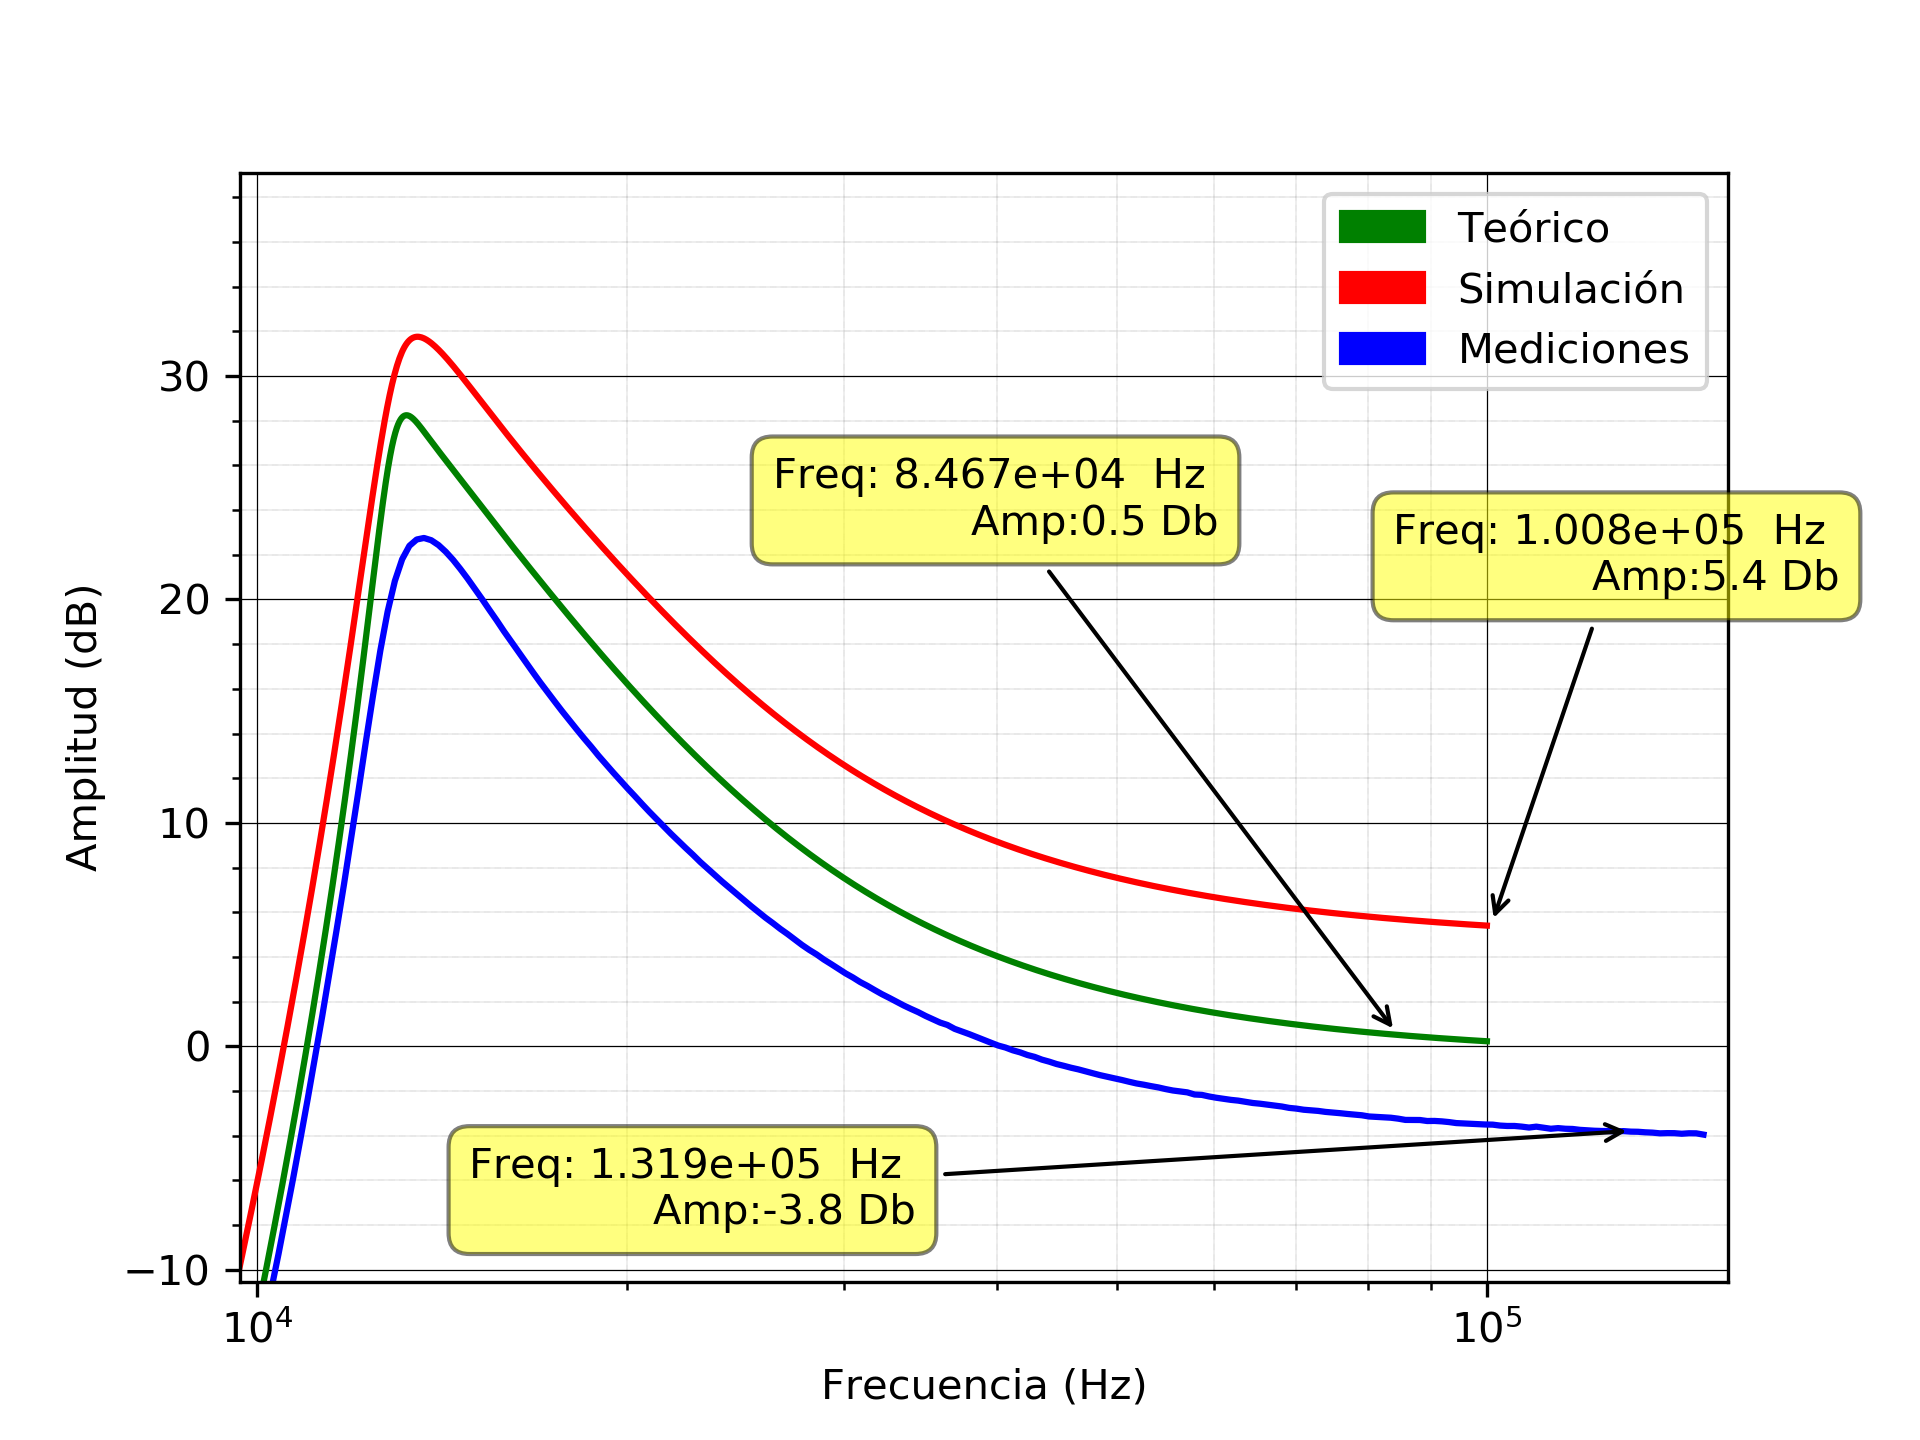 Teórico
Simulación
Mediciones
30
20
10
0
−10
Amplitud (dB)
Freq: 8.467e+04  Hz
Amp:0.5 Db
Freq: 1.008e+05  Hz
Amp:5.4 Db
Freq: 1.319e+05  Hz
Amp:-3.8 Db
10⁴
10⁵
Frecuencia (Hz)